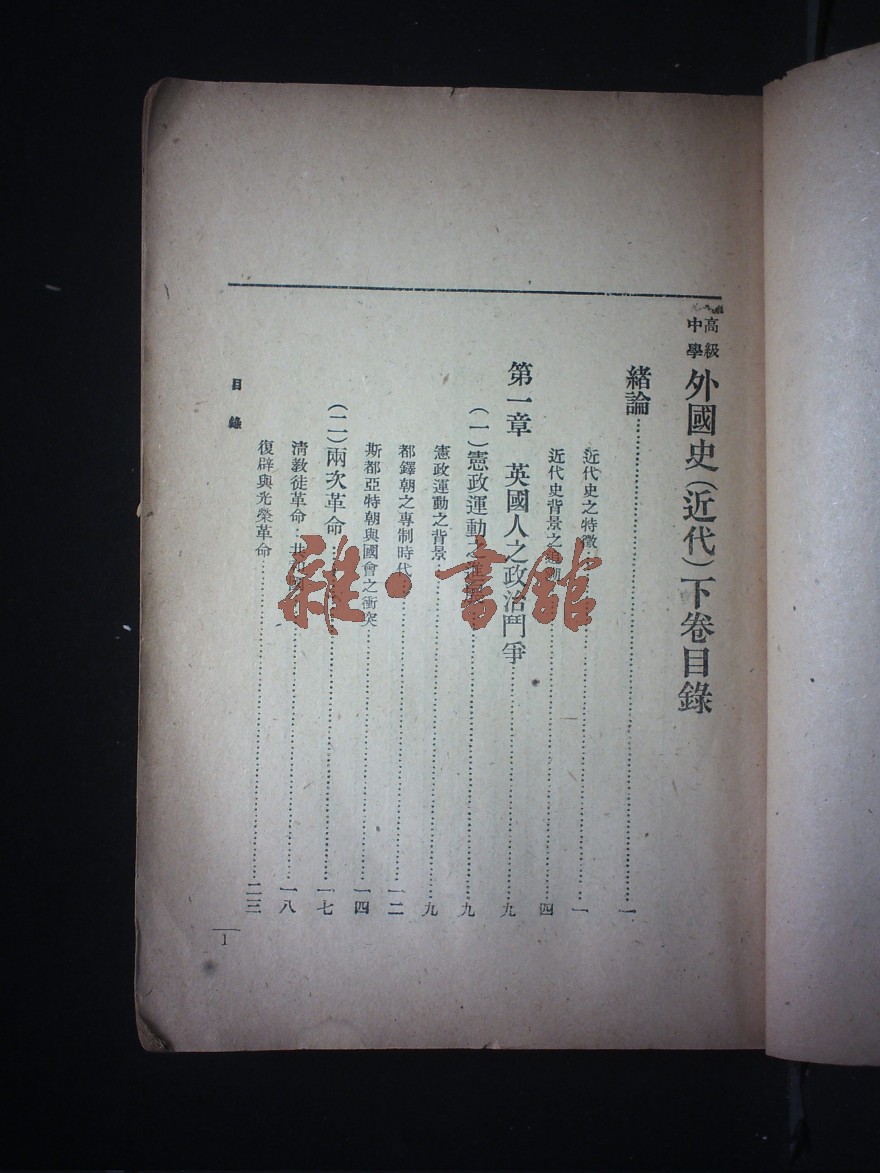 高級中學 外國史(近代)下卷目錄
緒論……一
近代史之特徵……一
近代史背景之……四
第一章 英國人之政治鬥爭……九
(一)憲政運動之……九
憲政運動之背景……九
都鐸朝之專制時代……一二
斯都亞特朝與國會之衝突……一四
(二)兩次革命……一七
清教徒革命……一八
復辟與光榮革命……二三
目錄
1
雜·書館